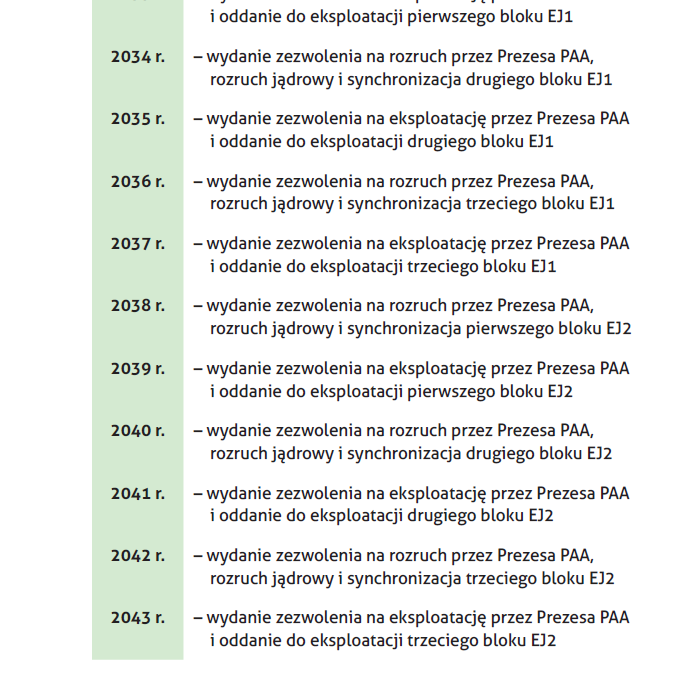 i oddanie do eksploatacji pierwszego bloku EJ1
2034 r. – wydanie zezwolenia na rozruch przez Prezesa PAA,
rozruch jądrowy i synchronizacja drugiego bloku EJ1
2035 r. – wydanie zezwolenia na eksploatację przez Prezesa PAA
i oddanie do eksploatacji drugiego bloku EJ1
2036 r. – wydanie zezwolenia na rozruch przez Prezesa PAA,
rozruch jądrowy i synchronizacja trzeciego bloku EJ1
2037 r. – wydanie zezwolenia na eksploatację przez Prezesa PAA
i oddanie do eksploatacji trzeciego bloku EJ1
2038 r. – wydanie zezwolenia na rozruch przez Prezesa PAA,
rozruch jądrowy i synchronizacja pierwszego bloku EJ2
2039 r. – wydanie zezwolenia na eksploatację przez Prezesa PAA
i oddanie do eksploatacji pierwszego bloku EJ2
2040 r. – wydanie zezwolenia na rozruch przez Prezesa PAA,
rozruch jądrowy i synchronizacja drugiego bloku EJ2
2041 r. – wydanie zezwolenia na eksploatację przez Prezesa PAA
i oddanie do eksploatacji drugiego bloku EJ2
2042 r. – wydanie zezwolenia na rozruch przez Prezesa PAA,
rozruch jądrowy i synchronizacja trzeciego bloku EJ2
2043 r. – wydanie zezwolenia na eksploatację przez Prezesa PAA
i oddanie do eksploatacji trzeciego bloku EJ2